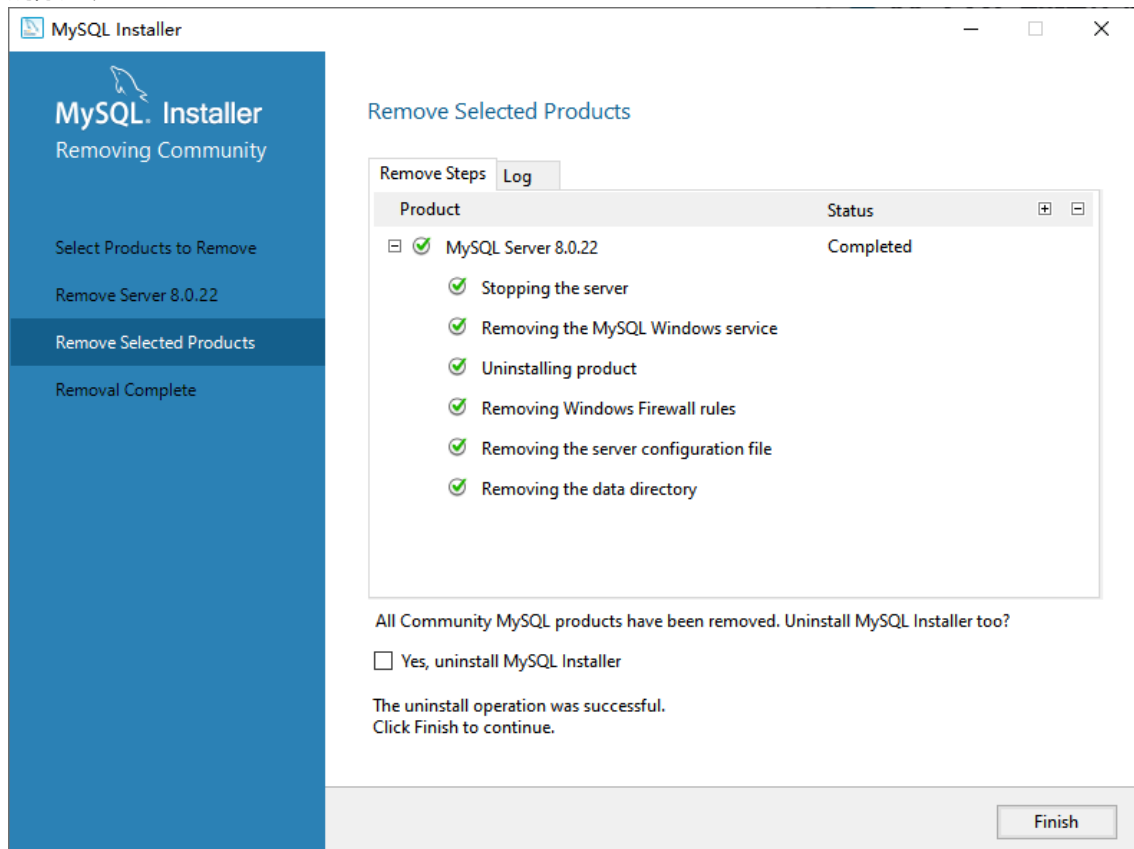 MySQL Installer
MySQL. Installer
Removing Community
Select Products to Remove
Remove Server 8.0.22
Remove Selected Products
Removal Complete
Remove Selected Products
Remove Steps Log
Product Status
MySQL Server 8.0.22 Completed
Stopping the server
Removing the MySQL Windows service
Uninstalling product
Removing Windows Firewall rules
Removing the server configuration file
Removing the data directory
All Community MySQL products have been removed. Uninstall MySQL Installer too?
Yes, uninstall MySQL Installer
The uninstall operation was successful.
Click Finish to continue.
Finish